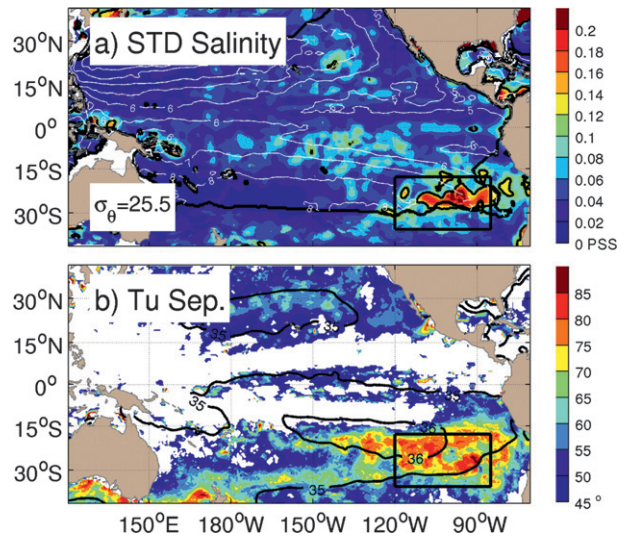 a) STD Salinity
30°N
15°N
0°
15°S
30°S
σθ=25.5
0.2
0.18
0.16
0.14
0.12
0.1
0.08
0.06
0.04
0.02
0 PSS
b) Tu Sep.
30°N
15°N
0°
15°S
30°S
35
35
36
35
150°E
180°W
150°W
120°W
90°W
85
80
75
70
65
60
55
50
45°